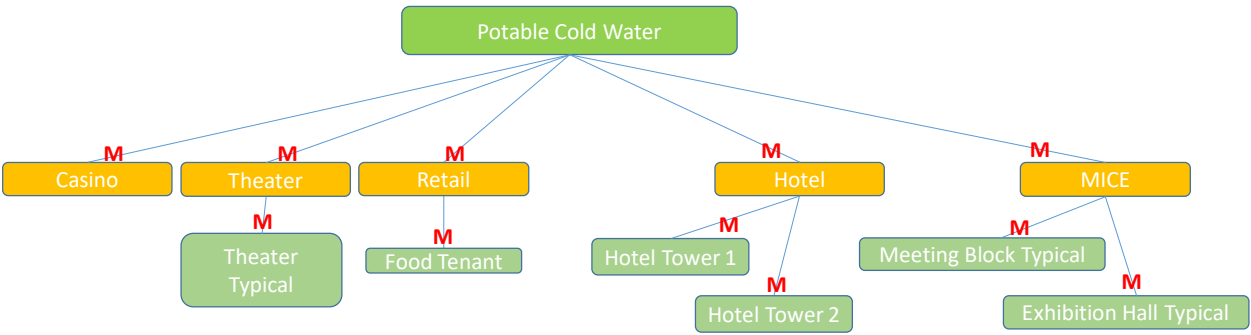 Potable Cold Water
M M M M M
Casino Theater Retail Hotel MICE
M M M M
Theater
Typical
Food Tenant
Hotel Tower 1
Meeting Block Typical
M M
Hotel Tower 2
Exhibition Hall Typical